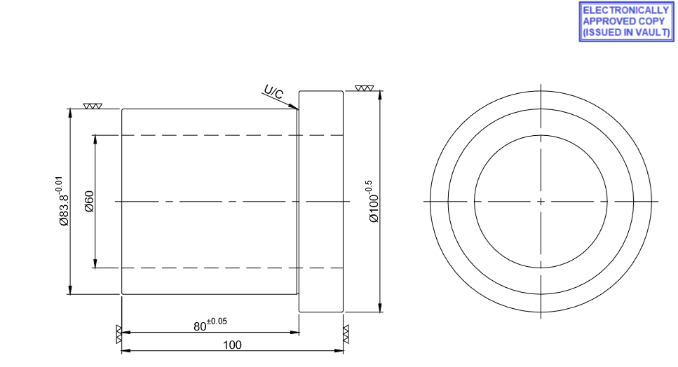 ELECTRONICALLY
APPROVED COPY
(ISSUED IN VAULT)
U/C
Ø83.8-0.01
Ø60
Ø100-0.5
80±0.05
100